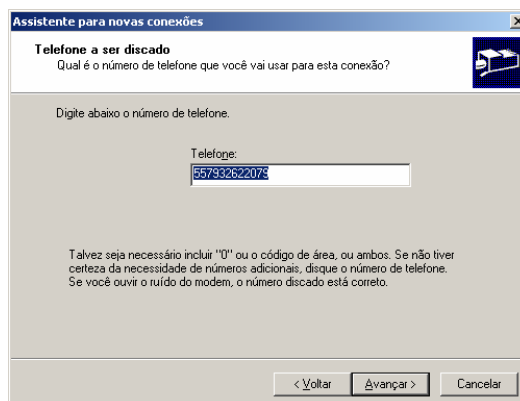 Assistente para novas conexões
Telefone a ser discado
Qual é o número de telefone que você vai usar para esta conexão?
Digite abaixo o número de telefone.
Telefone:
557932622079
Talvez seja necessário incluir "0" ou o código de área, ou ambos. Se não tiver
certeza da necessidade de números adicionais, disque o número de telefone.
Se você ouvir o ruído do modem, o número discado está correto.
< Voltar
Avançar >
Cancelar